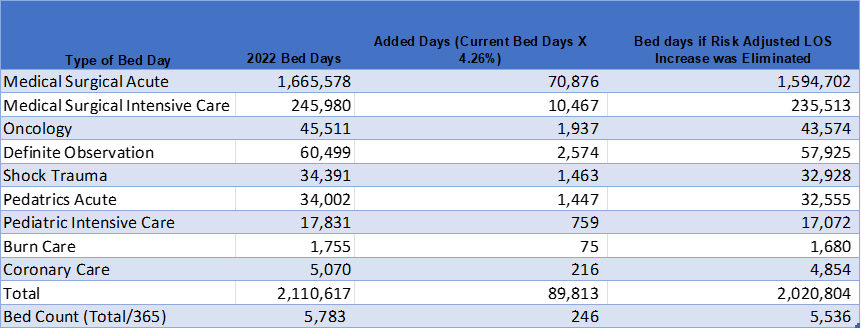 Type of Bed Day 2022 Bed Days Added Days (Current Bed Days X 4.26%) Bed days if Risk Adjusted LOS Increase was Eliminated
Medical Surgical Acute 1,665,578 70,876 1,594,702
Medical Surgical Intensive Care 245,980 10,467 235,513
Oncology 45,511 1,937 43,574
Definite Observation 60,499 2,574 57,925
Shock Trauma 34,391 1,463 32,928
Pedatrics Acute 34,002 1,447 32,555
Pediatric Intensive Care 17,831 759 17,072
Burn Care 1,755 75 1,680
Coronary Care 5,070 216 4,854
Total 2,110,617 89,813 2,020,804
Bed Count (Total/365) 5,783 246 5,536